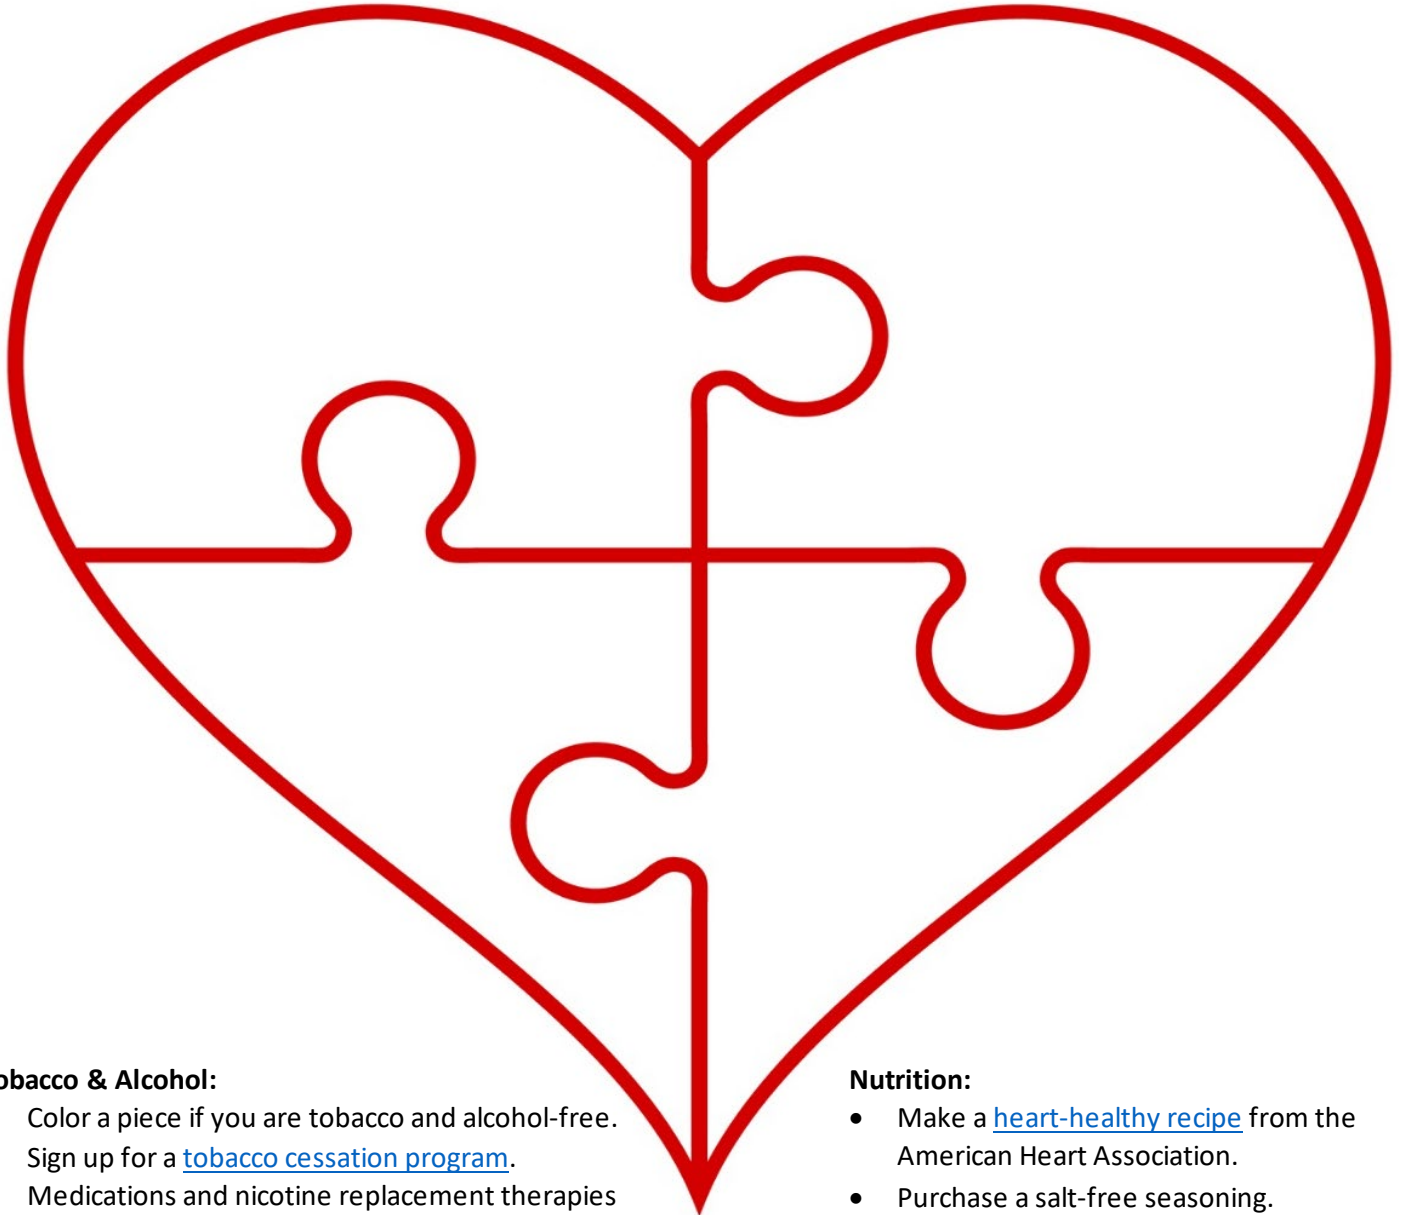 obacco & Alcohol:
Color a piece if you are tobacco and alcohol-free.
Sign up for a tobacco cessation program.
Medications and nicotine replacement therapies
Nutrition:
• Make a heart-healthy recipe from the
American Heart Association.
• Purchase a salt-free seasoning.